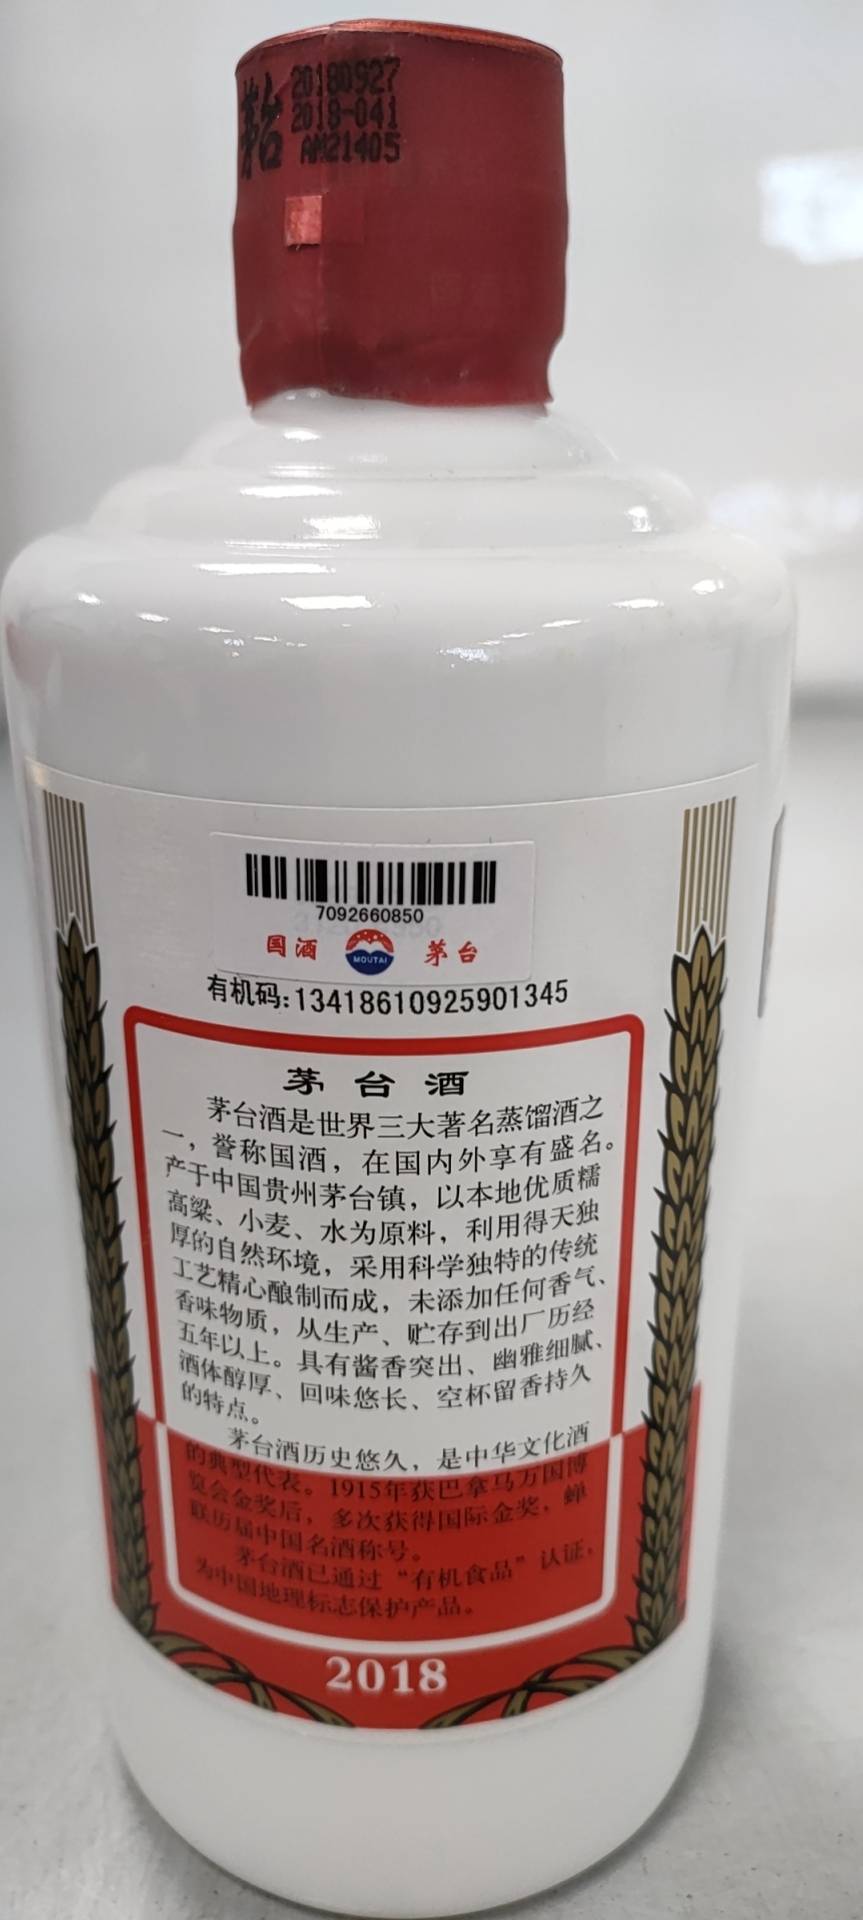 茅台
20180927
2018-041
AM21405
7092660850
国酒 MOUTAI 茅台
有机码:13418610925901345
茅台酒
茅台酒是世界三大著名蒸馏酒之
一，誉称国酒，在国内外享有盛名。
产于中国贵州茅台镇，以本地优质糯
高粱、小麦、水为原料，利用得天独
厚的自然环境，采用科学独特的传统
工艺精心酿制而成，未添加任何香气、
香味物质，从生产、贮存到出厂历经
五年以上。具有酱香突出、幽雅细腻、
酒体醇厚、回味悠长、空杯留香持久
的特点。
茅台酒历史悠久，是中华文化酒
的典型代表。1915年获巴拿马万国博
览会金奖后，多次获得国际金奖，蝉
联历届中国名酒称号。
茅台酒已通过“有机食品”认证，
为中国地理标志保护产品。
2018